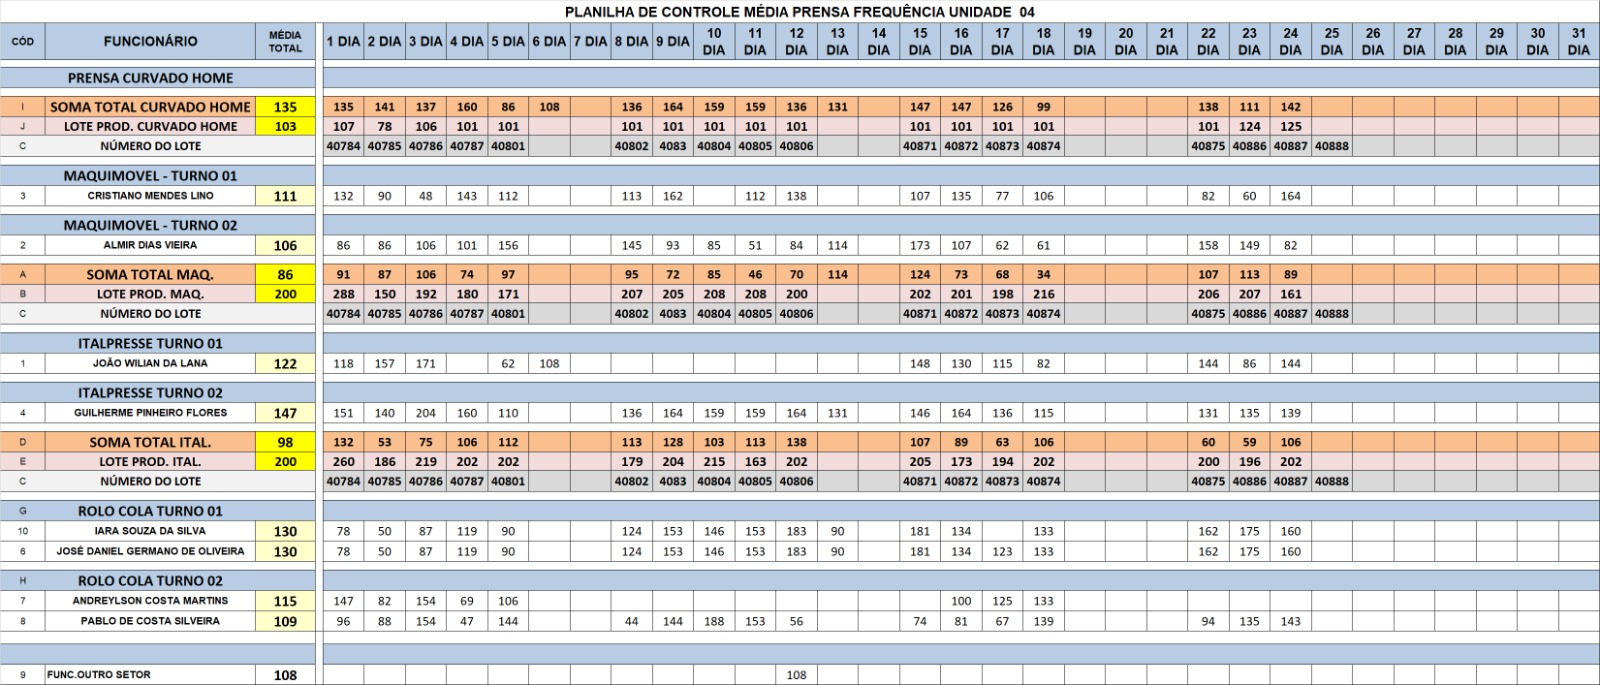 PLANILHA DE CONTROLE MÉDIA PRENSA FREQUÊNCIA UNIDADE 04
CÓD FUNCIONÁRIO MÉDIA TOTAL 1 DIA 2 DIA 3 DIA 4 DIA 5 DIA 6 DIA 7 DIA 8 DIA 9 DIA 10 DIA 11 DIA 12 DIA 13 DIA 14 DIA 15 DIA 16 DIA 17 DIA 18 DIA 19 DIA 20 DIA 21 DIA 22 DIA 23 DIA 24 DIA 25 DIA 26 DIA 27 DIA 28 DIA 29 DIA 30 DIA 31 DIA
PRENSA CURVADO HOME
I SOMA TOTAL CURVADO HOME 135 135 141 137 160 86 108 136 164 159 159 136 131 147 147 126 99 138 111 142
J LOTE PROD. CURVADO HOME 103 107 78 106 101 101 101 101 101 101 101 101 101 101 101 101 124 125
C NÚMERO DO LOTE 40784 40785 40786 40787 40801 40802 4083 40804 40805 40806 40871 40872 40873 40874 40875 40886 40887 40888
MAQUIMOVEL - TURNO 01
3 CRISTIANO MENDES LINO 111 132 90 48 143 112 113 162 112 138 107 135 77 106 82 60 164
MAQUIMOVEL - TURNO 02
2 ALMIR DIAS VIEIRA 106 86 86 106 101 156 145 93 85 51 84 114 173 107 62 61 158 149 82
A SOMA TOTAL MAQ. 86 91 87 106 74 97 95 72 85 46 70 114 124 73 68 34 107 113 89
B LOTE PROD. MAQ. 200 288 150 192 180 171 207 205 208 208 200 202 201 198 216 206 207 161
C NÚMERO DO LOTE 40784 40785 40786 40787 40801 40802 4083 40804 40805 40806 40871 40872 40873 40874 40875 40886 40887 40888
ITALPRESSE TURNO 01
1 JOÃO WILIAN DA LANA 122 118 157 171 62 108 148 130 115 82 144 86 144
ITALPRESSE TURNO 02
4 GUILHERME PINHEIRO FLORES 147 151 140 204 160 110 136 164 159 159 164 131 146 164 136 115 131 135 139
D SOMA TOTAL ITAL. 98 132 53 75 106 112 113 128 103 113 138 107 89 63 106 60 59 106
E LOTE PROD. ITAL. 200 260 186 219 202 202 179 204 215 163 202 205 173 194 202 200 196 202
C NÚMERO DO LOTE 40784 40785 40786 40787 40801 40802 4083 40804 40805 40806 40871 40872 40873 40874 40875 40886 40887 40888
G ROLO COLA TURNO 01
10 IARA SOUZA DA SILVA 130 78 50 87 119 90 124 153 146 153 183 90 181 134 133 162 175 160
6 JOSÉ DANIEL GERMANO DE OLIVEIRA 130 78 50 87 119 90 124 153 146 153 183 90 181 134 123 133 162 175 160
H ROLO COLA TURNO 02
7 ANDREYLSON COSTA MARTINS 115 147 82 154 69 106 100 125 133
8 PABLO DE COSTA SILVEIRA 109 96 88 154 47 144 44 144 188 153 56 74 81 67 139 94 135 143
9 FUNC.OUTRO SETOR 108 108